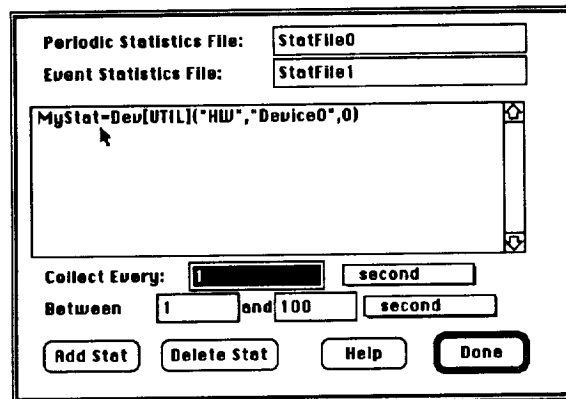 Periodic Statistics File: StatFile0
Event Statistics File: StatFile1
MyStat=Dev[UTIL]("HW","Device0",0)
Collect Every: 1 second
Between 1 and 100 second
Add Stat Delete Stat Help Done